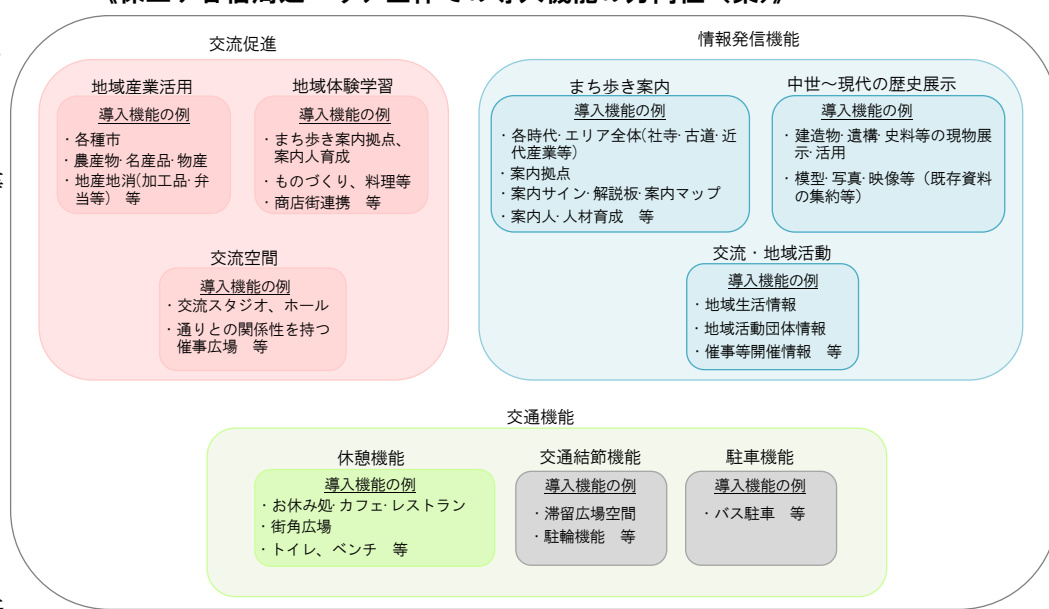 交流促進
地域産業活用
導入機能の例
・各種市
・農産物・名産品・物産
・地産地消(加工品・弁
当等) 等
地域体験学習
導入機能の例
・まち歩き案内拠点、
案内人育成
・ものづくり、料理等
・商店街連携 等
交流空間
導入機能の例
・交流スタジオ、ホール
・通りとの関係性を持つ
催事広場 等
情報発信機能
まち歩き案内
導入機能の例
・各時代・エリア全体(社寺・古道・近
代産業等)
・案内拠点
・案内サイン・解説板・案内マップ
・案内人・人材育成 等
中世～現代の歴史展示
導入機能の例
・建造物・遺構・史料等の現物展
示・活用
・模型・写真・映像等（既存資料
の集約等）
交流・地域活動
導入機能の例
・地域生活情報
・地域活動団体情報
・催事等開催情報 等
交通機能
休憩機能
導入機能の例
・お休み処・カフェ・レストラン
・街角広場
・トイレ、ベンチ 等
交通結節機能
導入機能の例
・滞留広場空間
・駐輪機能 等
駐車機能
導入機能の例
・バス駐車 等